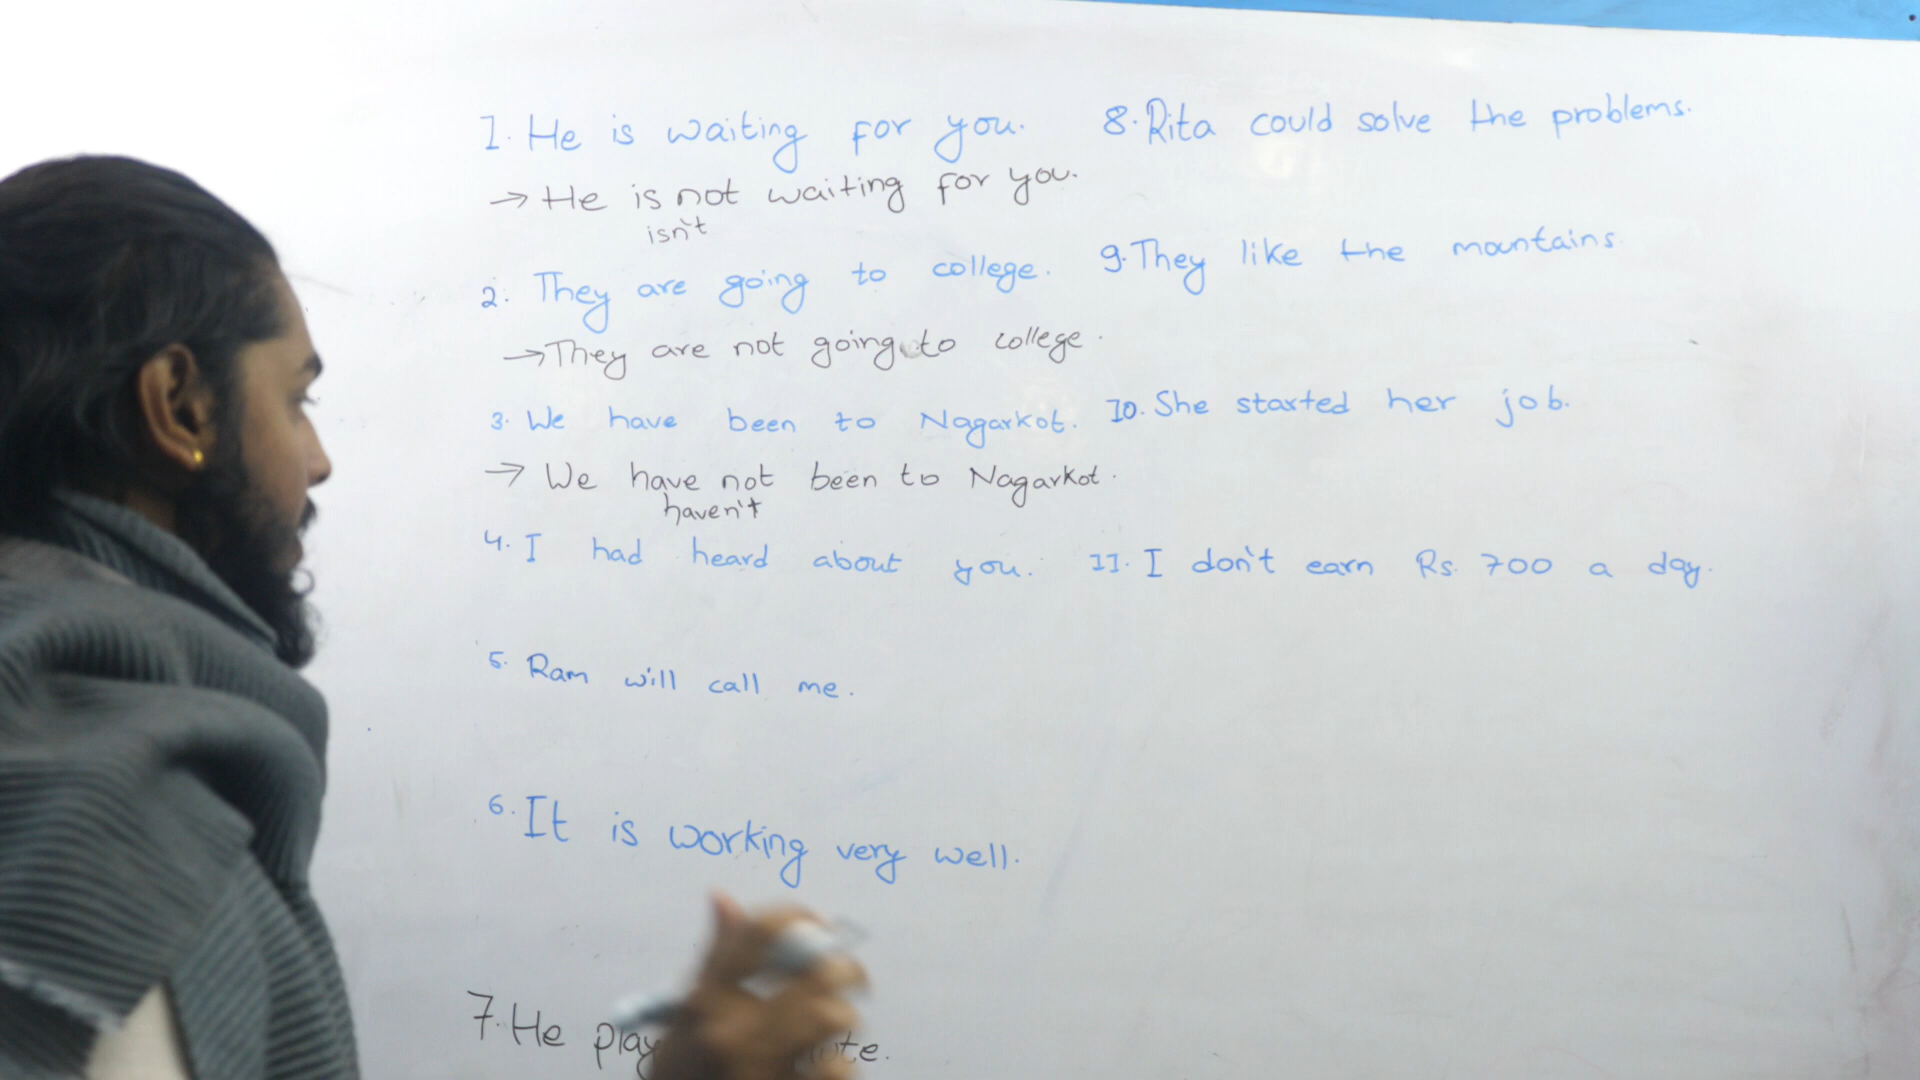 1. He is waiting for you.
→ He is not waiting for you.
isn't
2. They are going to college.
→ They are not going to college.
3. We have been to Nagarkot.
→ We have not been to Nagarkot.
haven't
4. I had heard about you.
5. Ram will call me.
6. It is working very well.
7. He
8. Rita could solve the problems.
9. They like the mountains.
10. She started her job.
11. I don't earn Rs. 700 a day.